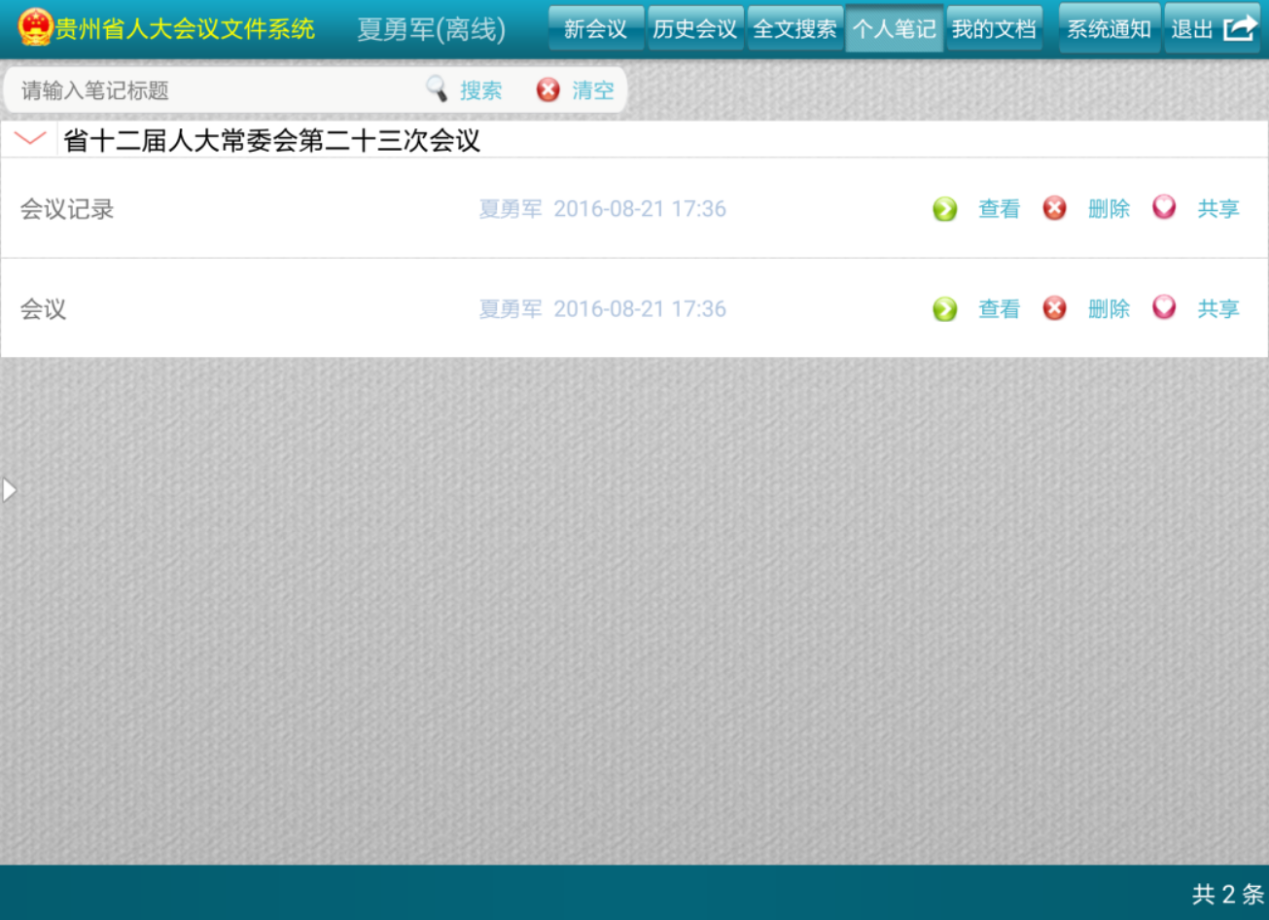 贵州省人大会议文件系统 夏勇军(离线) 新会议 历史会议 全文搜索 个人笔记 我的文档 系统通知 退出
请输入笔记标题 搜索 清空
省十二届人大常委会第二十三次会议
会议记录 夏勇军 2016-08-21 17:36 查看 删除 共享
会议 夏勇军 2016-08-21 17:36 查看 删除 共享
共 2 条